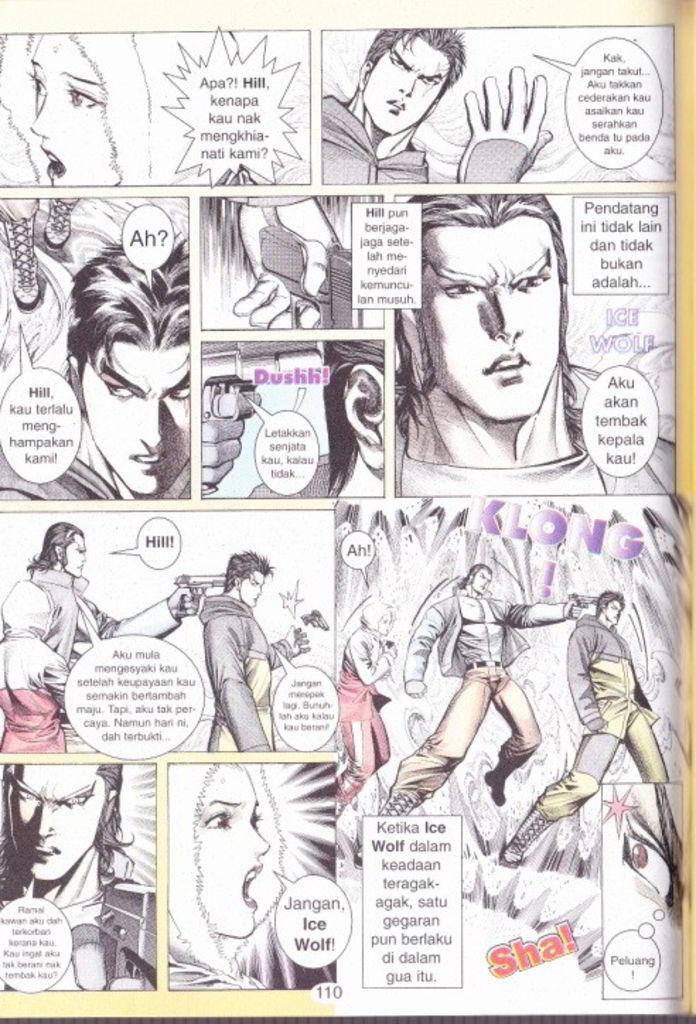 Apa?! Hill,
kenapa
kau nak
mengkhia-
nati kami?
Kak,
jangan takut...
Aku takkan
cederakan kau
asalkan kau
serahkan
benda tu pada
aku.
Ah?
Hill,
kau terlalu
meng-
hampakan
kami!
Hill pun
berjaga-
jaga sete-
lah me-
nyedari
kemuncu-
lan musuh.
Dushh!
Letakkan
senjata
kau, kalau
tidak...
Pendatang
ini tidak lain
dan tidak
bukan
adalah...
ICE
WOLF
Aku
akan
tembak
kepala
kau!
Hill!
Aku mula
mengesyaki kau
setelah keupayaan kau
semakin bertambah
maju. Tapi, aku tak per-
caya. Namun hari ni,
dah terbukti...
Jangan
merepek
lagi. Bunuh-
lah aku kalau
kau berani!
Ah!
KLONG
!
Ramai
kawan aku dah
terkorban
kerana kau.
Kau ingat aku
tak berani nak
tembak kau?
Jangan,
Ice
Wolf!
Ketika Ice
Wolf dalam
keadaan
teragak-
agak, satu
gegaran
pun berlaku
di dalam
gua itu.
Sha!
Peluang
!
110